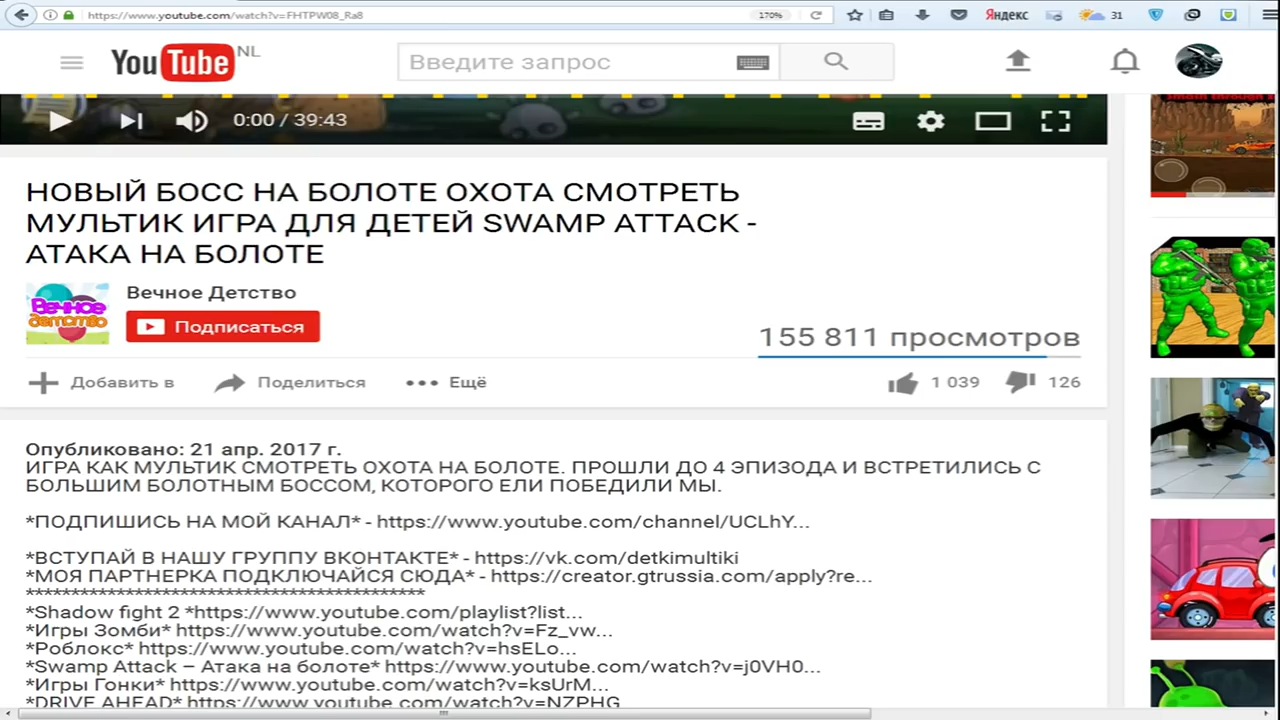 https://www.youtube.com/watch?v=FHTPW08_Ra8
170%
Яндекс
31
YouTube NL
Введите запрос
0:00 / 39:43
НОВЫЙ БОСС НА БОЛОТЕ ОХОТА СМОТРЕТЬ
МУЛЬТИК ИГРА ДЛЯ ДЕТЕЙ SWAMP ATTACK -
АТАКА НА БОЛОТЕ
Вечное Детство
Вечное
детство
Подписаться
155 811 просмотров
Добавить в
Поделиться
Ещё
1 039
126
Опубликовано: 21 апр. 2017 г.
ИГРА КАК МУЛЬТИК СМОТРЕТЬ ОХОТА НА БОЛОТЕ. ПРОШЛИ ДО 4 ЭПИЗОДА И ВСТРЕТИЛИСЬ С
БОЛЬШИМ БОЛОТНЫМ БОССОМ, КОТОРОГО ЕЛИ ПОБЕДИЛИ МЫ.
*ПОДПИШИСЬ НА МОЙ КАНАЛ* - https://www.youtube.com/channel/UCLhY...
*ВСТУПАЙ В НАШУ ГРУППУ ВКОНТАКТЕ* - https://vk.com/detkimultiki
*МОЯ ПАРТНЕРКА ПОДКЛЮЧАЙСЯ СЮДА* - https://creator.gtrussia.com/apply?re...
********************************************
*Shadow fight 2 *https://www.youtube.com/playlist?list...
*Игры Зомби* https://www.youtube.com/watch?v=Fz_vw...
*Роблокс* https://www.youtube.com/watch?v=hsELo...
*Swamp Attack – Атака на болоте* https://www.youtube.com/watch?v=j0VH0...
*Игры Гонки* https://www.youtube.com/watch?v=ksUrM...
*DRIVE AHEAD* https://www.youtube.com/watch?v=NZPHG